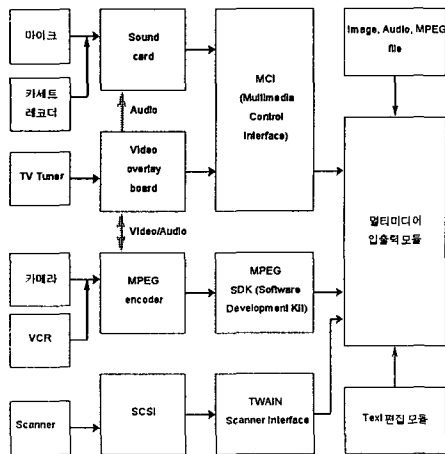 마이크
카세트
레코더
TV Tuner
카메라
VCR
Scanner
Sound
card
Audio
Video
overlay
board
Video/Audio
MPEG
encoder
SCSI
MCI
(Multimedia
Control
Interface)
MPEG
SDK (Software
Development Kit)
TWAIN
Scanner Interface
Image, Audio, MPEG
file
멀티미디어
입출력 모듈
Text 편집 모듈